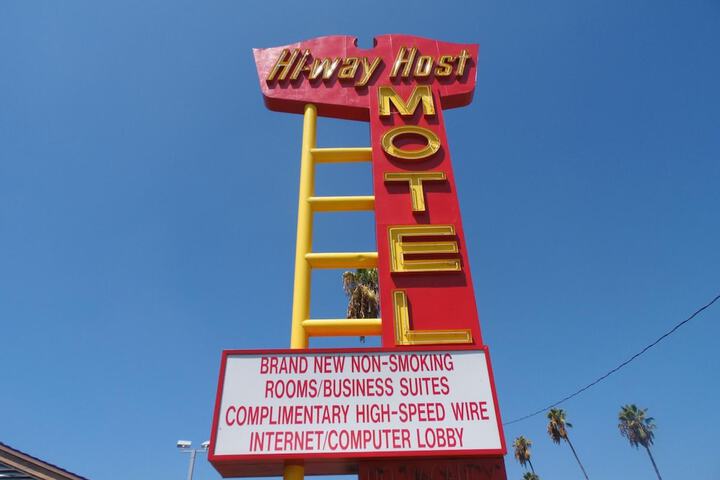 Hi-way Host
MOTEL
BRAND NEW NON-SMOKING
ROOMS/BUSINESS SUITES
COMPLIMENTARY HIGH-SPEED WIRE
INTERNET/COMPUTER LOBBY